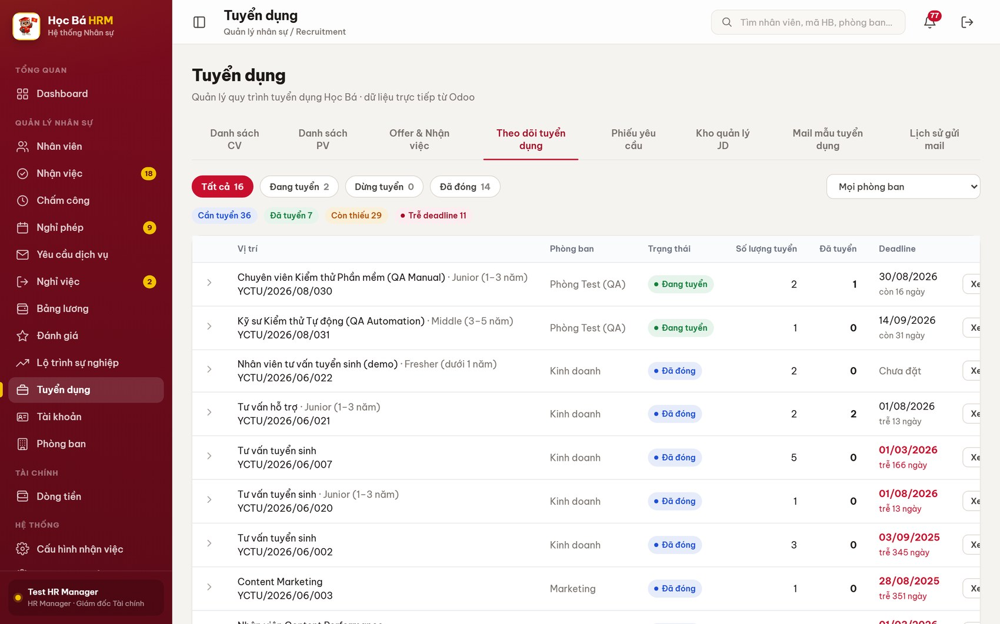 Học Bá HRM
Hệ thống Nhân sự
TỔNG QUAN
Dashboard
QUẢN LÝ NHÂN SỰ
Nhân viên
Nhận việc 18
Chấm công
Nghỉ phép 9
Yêu cầu dịch vụ
Nghỉ việc 2
Bảng lương
Đánh giá
Lộ trình sự nghiệp
Tuyển dụng
Tài khoản
Phòng ban
TÀI CHÍNH
Dòng tiền
HỆ THỐNG
Cấu hình nhận việc
Test HR Manager
HR Manager · Giám đốc Tài chính
Tuyển dụng
Quản lý nhân sự / Recruitment
Tìm nhân viên, mã HB, phòng ban...
77
Tuyển dụng
Quản lý quy trình tuyển dụng Học Bá · dữ liệu trực tiếp từ Odoo
Danh sách CV
Danh sách PV
Offer & Nhận việc
Theo dõi tuyển dụng
Phiếu yêu cầu
Kho quản lý JD
Mail mẫu tuyển dụng
Lịch sử gửi mail
Tất cả 16
Đang tuyển 2
Dừng tuyển 0
Đã đóng 14
Mọi phòng ban
Cần tuyển 36
Đã tuyển 7
Còn thiếu 29
Trễ deadline 11
Vị trí Phòng ban Trạng thái Số lượng tuyển Đã tuyển Deadline
Chuyên viên Kiểm thử Phần mềm (QA Manual) · Junior (1–3 năm)
YCTU/2026/08/030
Phòng Test (QA) Đang tuyển 2 1
30/08/2026
còn 16 ngày
Xe
Kỹ sư Kiểm thử Tự động (QA Automation) · Middle (3–5 năm)
YCTU/2026/08/031
Phòng Test (QA) Đang tuyển 1 0
14/09/2026
còn 31 ngày
Xe
Nhân viên tư vấn tuyển sinh (demo) · Fresher (dưới 1 năm)
YCTU/2026/06/022
Kinh doanh Đã đóng 2 0 Chưa đặt
Xe
Tư vấn hỗ trợ · Junior (1–3 năm)
YCTU/2026/06/021
Kinh doanh Đã đóng 2 2
01/08/2026
trễ 13 ngày
Xe
Tư vấn tuyển sinh
YCTU/2026/06/007
Kinh doanh Đã đóng 5 0
01/03/2026
trễ 166 ngày
Xe
Tư vấn tuyển sinh · Junior (1–3 năm)
YCTU/2026/06/020
Kinh doanh Đã đóng 1 0
01/08/2026
trễ 13 ngày
Xe
Tư vấn tuyển sinh
YCTU/2026/06/002
Kinh doanh Đã đóng 3 0
03/09/2025
trễ 345 ngày
Xe
Content Marketing
YCTU/2026/06/003
Marketing Đã đóng 1 0
28/08/2025
trễ 351 ngày
Xe